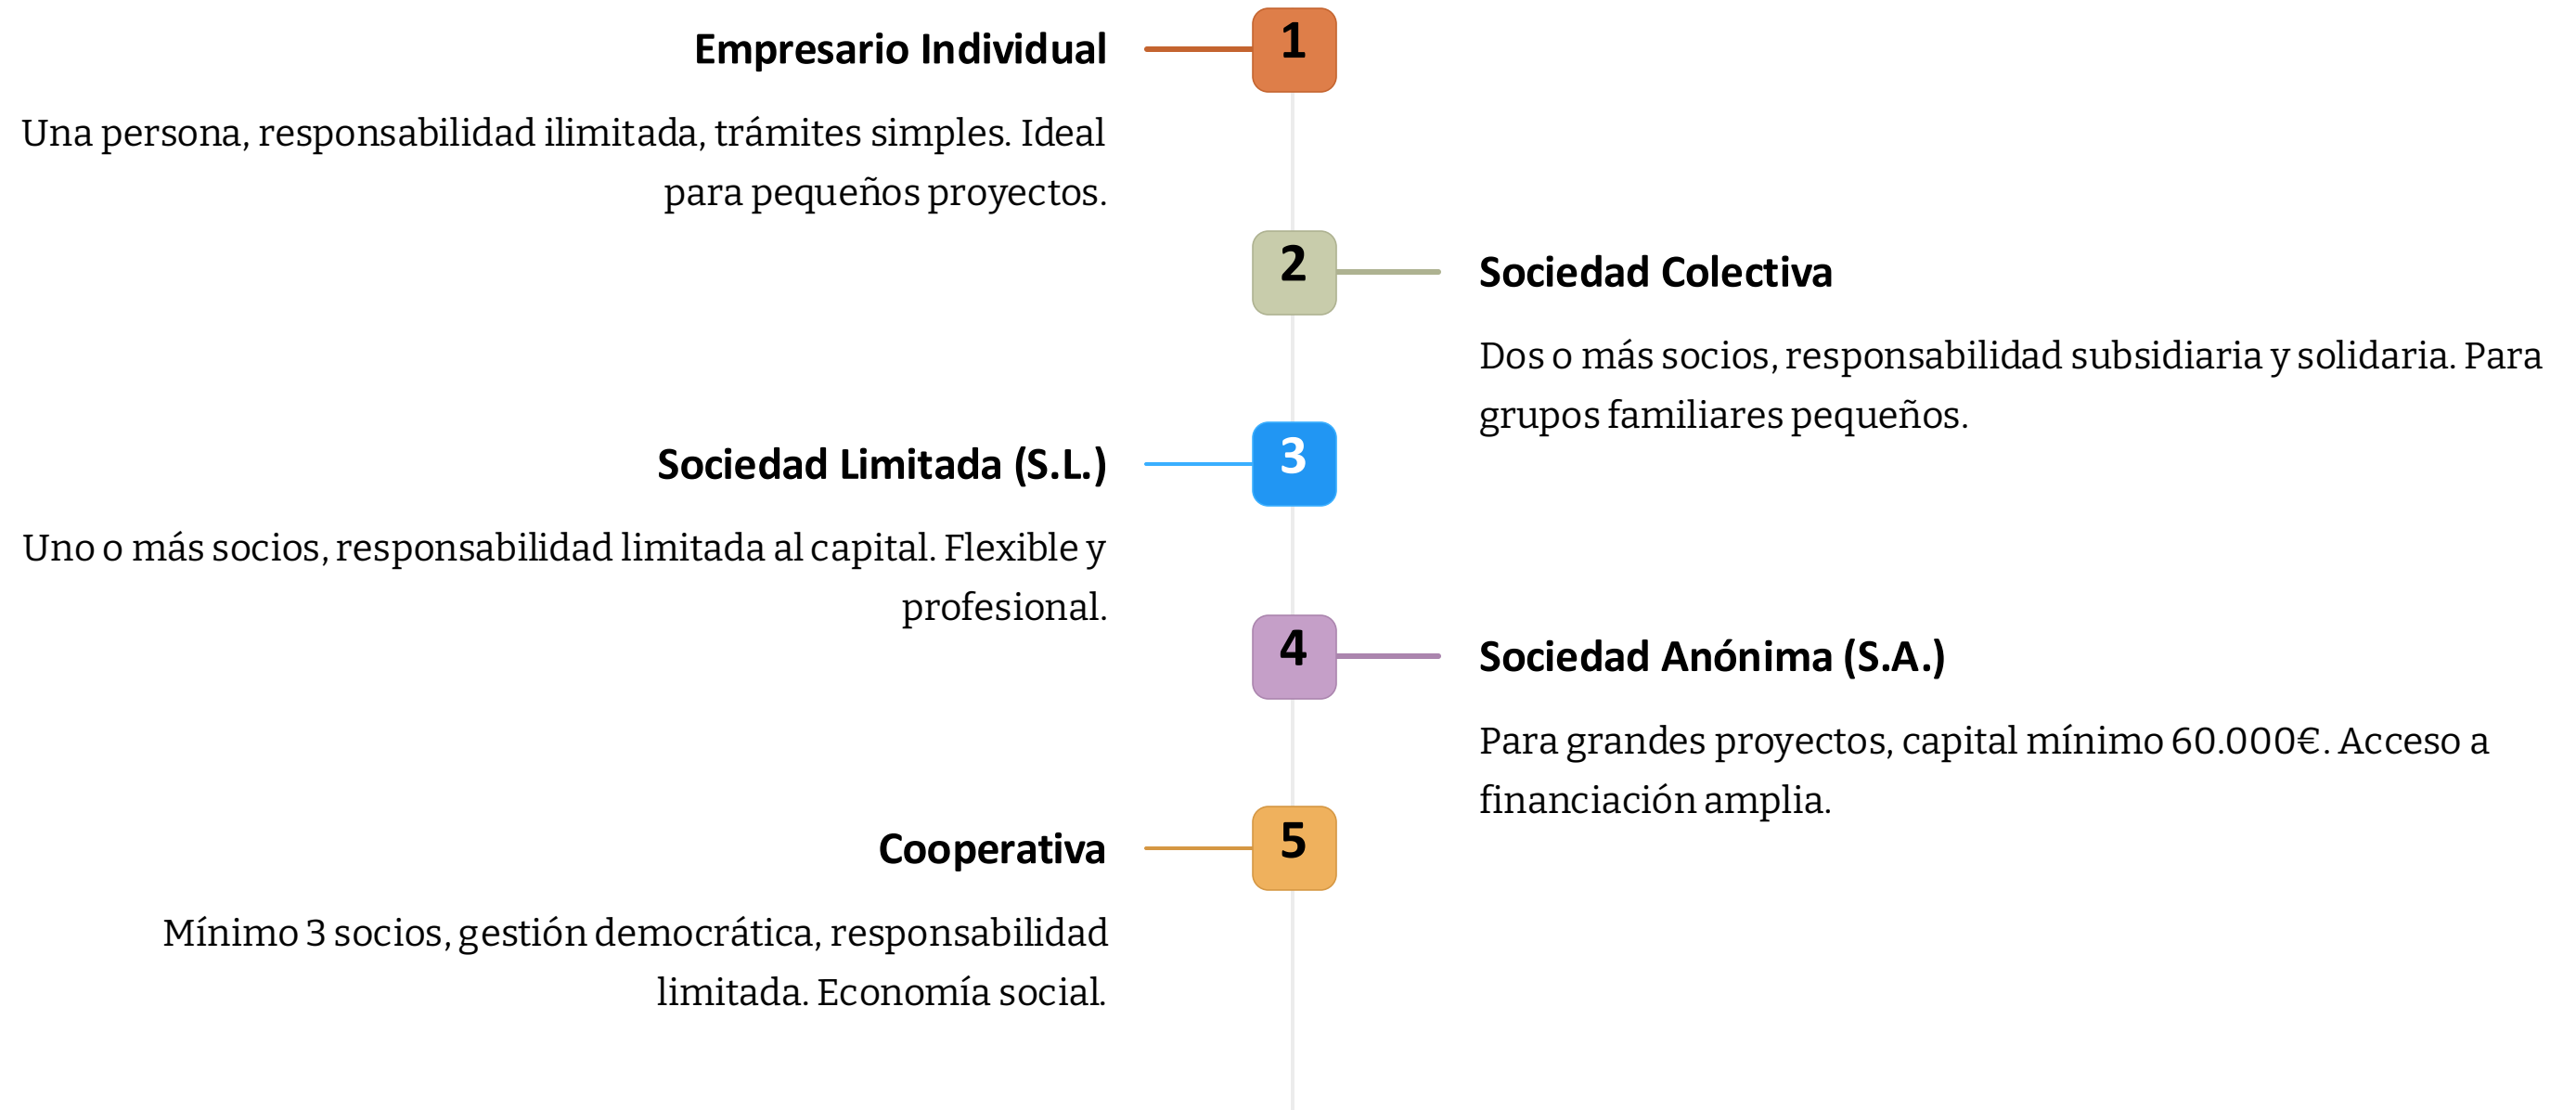 1
Empresario Individual
Una persona, responsabilidad ilimitada, trámites simples. Ideal
para pequeños proyectos.
2
Sociedad Colectiva
Dos o más socios, responsabilidad subsidiaria y solidaria. Para
grupos familiares pequeños.
3
Sociedad Limitada (S.L.)
Uno o más socios, responsabilidad limitada al capital. Flexible y
profesional.
4
Sociedad Anónima (S.A.)
Para grandes proyectos, capital mínimo 60.000€. Acceso a
financiación amplia.
5
Cooperativa
Mínimo 3 socios, gestión democrática, responsabilidad
limitada. Economía social.